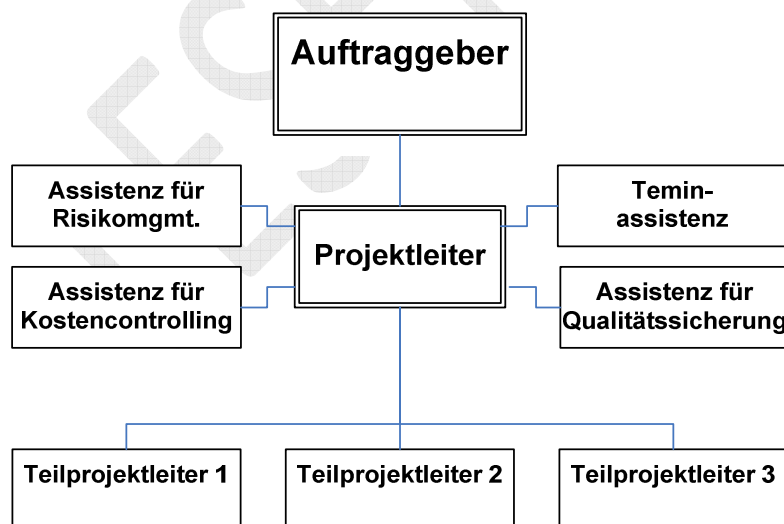 Auftraggeber
Assistenz für
Risikomgmt.
Temin-
assistenz
Projektleiter
Assistenz für
Kostencontrolling
Assistenz für
Qualitätssicherung
Teilprojektleiter 1
Teilprojektleiter 2
Teilprojektleiter 3